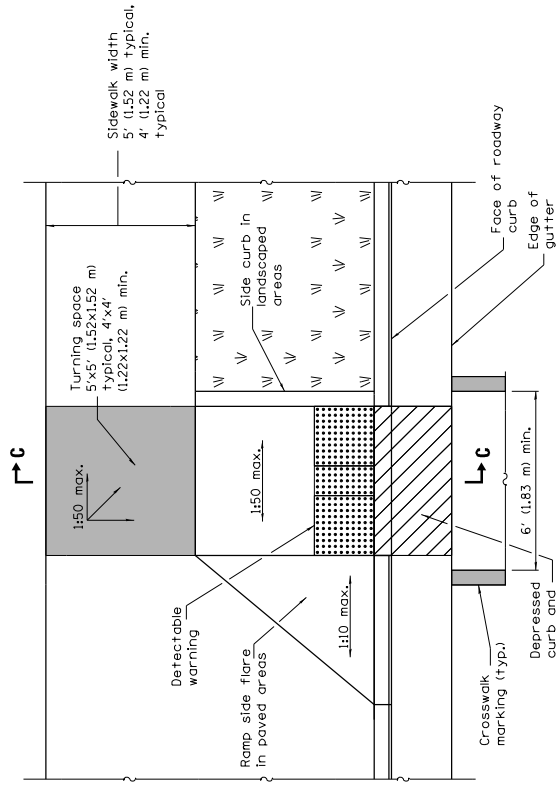 Sidewalk width
5' (1.52 m) typical,
4' (1.22 m) min.
typical
Turning space
5'x5' (1.52x1.52 m)
typical, 4'x4'
(1.22x1.22 m) min.
C
1:50 max.
Side curb in
landscaped
areas
1:50 max.
Detectable
warning
Ramp side flare
in paved areas
1:10 max.
Face of roadway
curb
Edge of
gutter
C
6' (1.83 m) min.
Crosswalk
marking (typ.)
Depressed
curb and